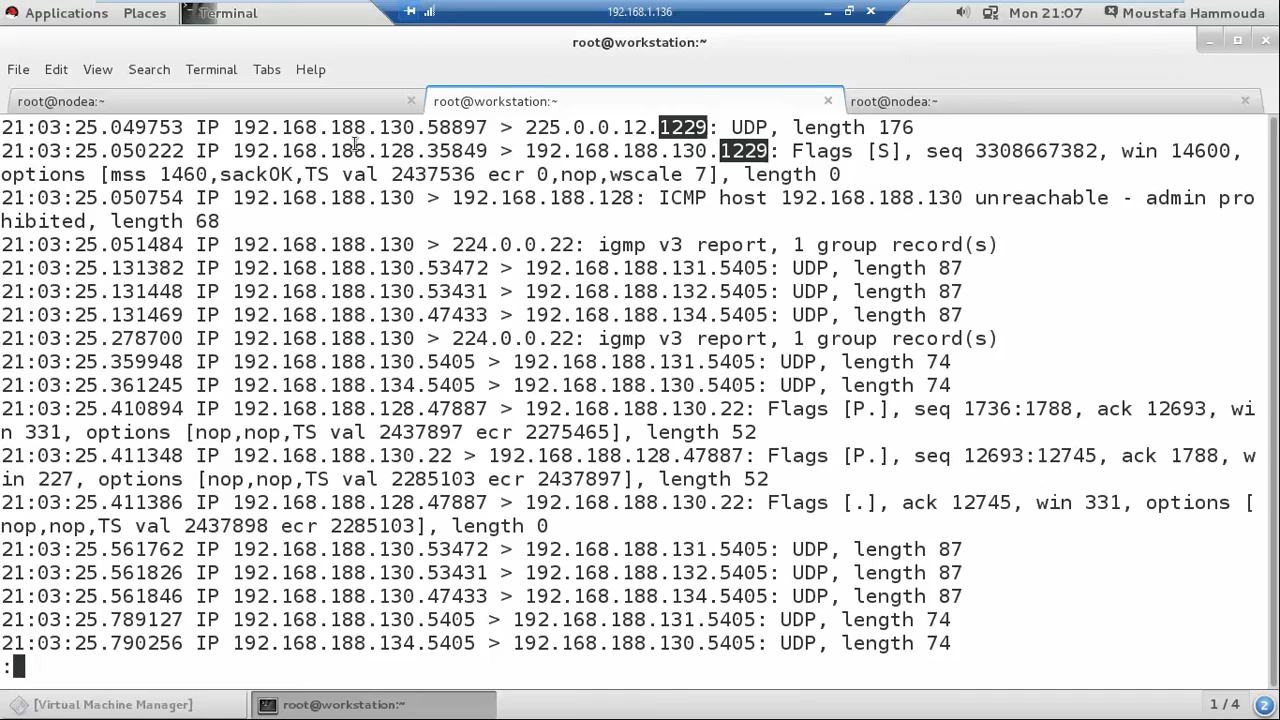 Applications Places Terminal 192.168.1.136 Mon 21:07 Moustafa Hammouda
root@workstation:~
File Edit View Search Terminal Tabs Help
root@nodea:~ × root@workstation:~ × root@nodea:~ ×
21:03:25.049753 IP 192.168.188.130.58897 > 225.0.0.12.1229: UDP, length 176
21:03:25.050222 IP 192.168.188.128.35849 > 192.168.188.130.1229: Flags [S], seq 3308667382, win 14600,
options [mss 1460,sackOK,TS val 2437536 ecr 0,nop,wscale 7], length 0
21:03:25.050754 IP 192.168.188.130 > 192.168.188.128: ICMP host 192.168.188.130 unreachable - admin pro
hibited, length 68
21:03:25.051484 IP 192.168.188.130 > 224.0.0.22: igmp v3 report, 1 group record(s)
21:03:25.131382 IP 192.168.188.130.53472 > 192.168.188.131.5405: UDP, length 87
21:03:25.131448 IP 192.168.188.130.53431 > 192.168.188.132.5405: UDP, length 87
21:03:25.131469 IP 192.168.188.130.47433 > 192.168.188.134.5405: UDP, length 87
21:03:25.278700 IP 192.168.188.130 > 224.0.0.22: igmp v3 report, 1 group record(s)
21:03:25.359948 IP 192.168.188.130.5405 > 192.168.188.131.5405: UDP, length 74
21:03:25.361245 IP 192.168.188.134.5405 > 192.168.188.130.5405: UDP, length 74
21:03:25.410894 IP 192.168.188.128.47887 > 192.168.188.130.22: Flags [P.], seq 1736:1788, ack 12693, wi
n 331, options [nop,nop,TS val 2437897 ecr 2275465], length 52
21:03:25.411348 IP 192.168.188.130.22 > 192.168.188.128.47887: Flags [P.], seq 12693:12745, ack 1788, w
in 227, options [nop,nop,TS val 2285103 ecr 2437897], length 52
21:03:25.411386 IP 192.168.188.128.47887 > 192.168.188.130.22: Flags [.], ack 12745, win 331, options [
nop,nop,TS val 2437898 ecr 2285103], length 0
21:03:25.561762 IP 192.168.188.130.53472 > 192.168.188.131.5405: UDP, length 87
21:03:25.561826 IP 192.168.188.130.53431 > 192.168.188.132.5405: UDP, length 87
21:03:25.561846 IP 192.168.188.130.47433 > 192.168.188.134.5405: UDP, length 87
21:03:25.789127 IP 192.168.188.130.5405 > 192.168.188.131.5405: UDP, length 74
21:03:25.790256 IP 192.168.188.134.5405 > 192.168.188.130.5405: UDP, length 74
:
[Virtual Machine Manager] root@workstation:~ 1 / 4 2